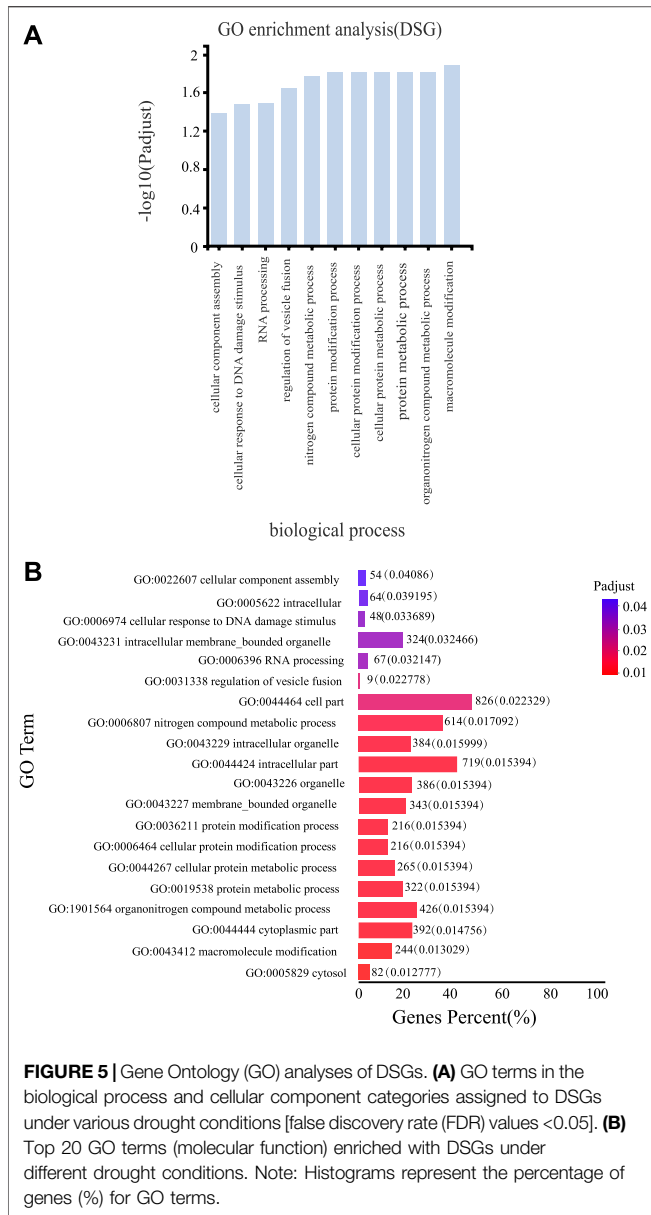 A
GO enrichment analysis(DSG)
-log10(Padjust)
2
1.6
1.2
0.8
0.4
0
cellular component assembly
cellular response to DNA damage stimulus
RNA processing
regulation of vesicle fusion
nitrogen compound metabolic process
protein modification process
cellular protein modification process
cellular protein metabolic process
protein metabolic process
organonitrogen compound metabolic process
macromolecule modification
biological process
B
GO Term
GO:0022607 cellular component assembly 54(0.04086)
GO:0005622 intracellular 64(0.039195)
GO:0006974 cellular response to DNA damage stimulus 48(0.033689)
GO:0043231 intracellular membrane_bounded organelle 324(0.032466)
GO:0006396 RNA processing 67(0.032147)
GO:0031338 regulation of vesicle fusion 9(0.022778)
GO:0044464 cell part 826(0.022329)
GO:0006807 nitrogen compound metabolic process 614(0.017092)
GO:0043229 intracellular organelle 384(0.015999)
GO:0044424 intracellular part 719(0.015394)
GO:0043226 organelle 386(0.015394)
GO:0043227 membrane_bounded organelle 343(0.015394)
GO:0036211 protein modification process 216(0.015394)
GO:0006464 cellular protein modification process 216(0.015394)
GO:0044267 cellular protein metabolic process 265(0.015394)
GO:0019538 protein metabolic process 322(0.015394)
GO:1901564 organonitrogen compound metabolic process 426(0.015394)
GO:0044444 cytoplasmic part 392(0.014756)
GO:0043412 macromolecule modification 244(0.013029)
GO:0005829 cytosol 82(0.012777)
0 20 40 60 80 100
Genes Percent(%)
Padjust
0.04
0.03
0.02
0.01
FIGURE 5 | Gene Ontology (GO) analyses of DSGs. (A) GO terms in the
biological process and cellular component categories assigned to DSGs
under various drought conditions [false discovery rate (FDR) values <0.05]. (B)
Top 20 GO terms (molecular function) enriched with DSGs under
different drought conditions. Note: Histograms represent the percentage of
genes (%) for GO terms.